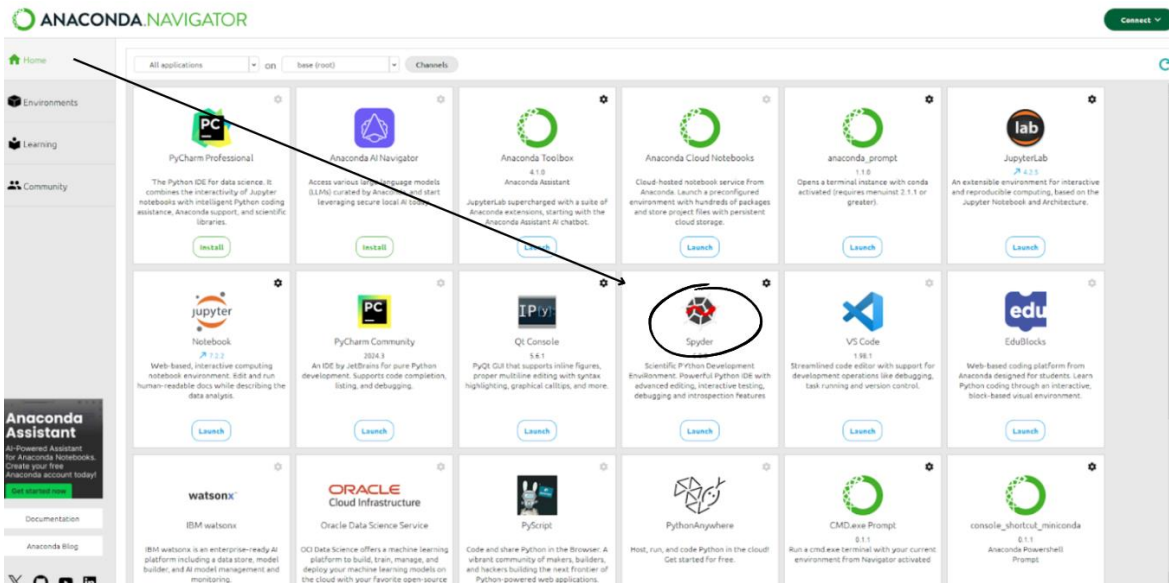 ANACONDA.NAVIGATOR
Connect
Home
Environments
Learning
Community
All applications
on
base (root)
Channels
PC
PyCharm Professional
The Python IDE for data science. It
combines the interactivity of Jupyter
notebooks with intelligent Python coding
assistance, Anaconda support, and scientific
libraries.
Install
Anaconda AI Navigator
Access various large language models
(LLMs) curated by Anaconda and start
leveraging secure local AI today.
Install
Anaconda Toolbox
4.1.0
Anaconda Assistant
JupyterLab supercharged with a suite of
Anaconda extensions, starting with the
Anaconda Assistant AI chatbot.
Launch
Anaconda Cloud Notebooks
Cloud-hosted notebook service from
Anaconda. Launch a preconfigured
environment with hundreds of packages
and store project files with persistent
cloud storage.
Launch
anaconda_prompt
1.1.0
Opens a terminal instance with conda
activated (requires menuinst 2.1.1 or
greater).
Launch
lab
JupyterLab
4.2.5
An extensible environment for interactive
and reproducible computing, based on the
Jupyter Notebook and Architecture.
Launch
jupyter
Notebook
7.2.2
Web-based, interactive computing
notebook environment. Edit and run
human-readable docs while describing the
data analysis.
Launch
PC
PyCharm Community
2024.3
An IDE by JetBrains for pure Python
development. Supports code completion,
listing, and debugging.
Launch
IP[y]:
Qt Console
5.6.1
PyQt GUI that supports inline figures,
proper multiline editing with syntax
highlighting, graphical calltips, and more.
Launch
Spyder
Scientific PYthon Development
EnviRonment. Powerful Python IDE with
advanced editing, interactive testing,
debugging and introspection features
Launch
VS Code
1.98.1
Streamlined code editor with support for
development operations like debugging,
task running and version control.
Launch
edu
EduBlocks
Web-based coding platform from
Anaconda designed for students. Learn
Python coding through an interactive,
block-based visual environment.
Launch
watsonx
IBM watsonx
IBM watsonx is an enterprise-ready AI
platform including a data store, model
builder, and AI model management and
monitoring.
ORACLE
Cloud Infrastructure
Oracle Data Science Service
OCI Data Science offers a machine learning
platform to build, train, manage, and
deploy your machine learning models on
the cloud with your favorite open-source
PyScript
Code and share Python in the Browser. A
vibrant community of makers, builders,
and hackers building the next frontier of
Python-powered web applications.
PythonAnywhere
Host, run, and code Python in the cloud!
Get started for free.
CMD.exe Prompt
0.1.1
Run a cmd.exe terminal with your current
environment from Navigator activated
console_shortcut_miniconda
0.1.1
Anaconda Powershell
Prompt
Anaconda
Assistant
AI-Powered Assistant
for Anaconda Notebooks.
Create your free
Anaconda account today!
Get started now
Documentation
Anaconda Blog